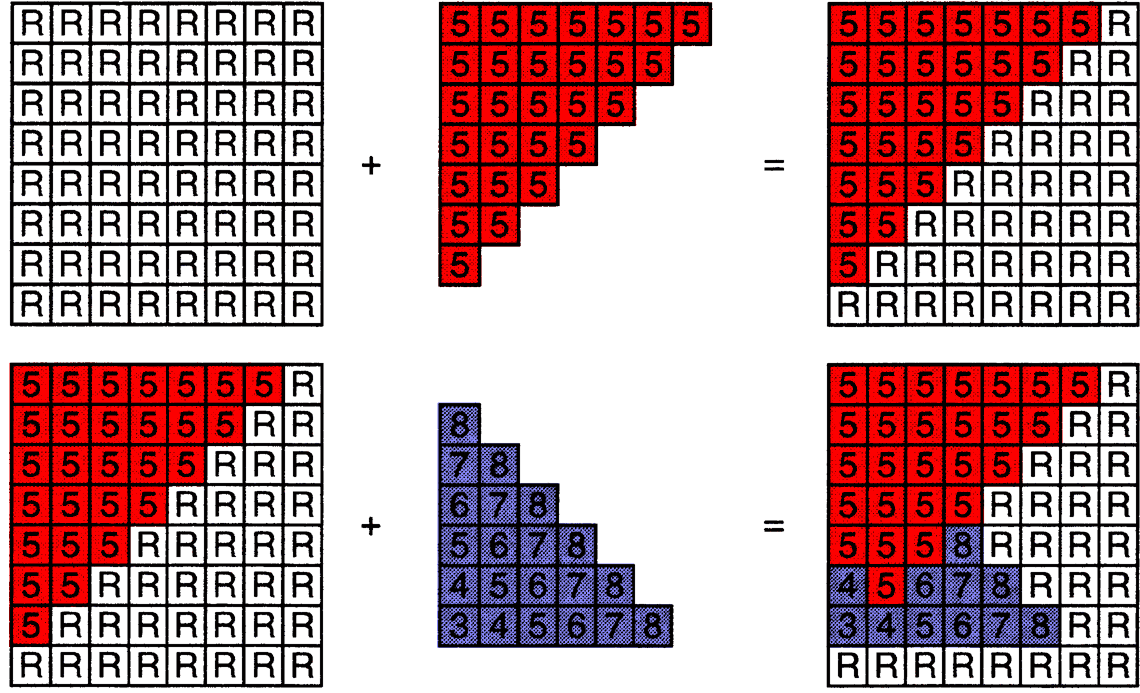 R R R R R R R R 5 5 5 5 5 5 5 5 5 5 5 5 5 5 R
R R R R R R R R 5 5 5 5 5 5 5 5 5 5 5 5 R R
R R R R R R R R 5 5 5 5 5 5 5 5 5 5 R R R
R R R R R R R R 5 5 5 5 5 5 5 5 R R R R
+ =
R R R R R R R R 5 5 5 5 5 5 R R R R R
R R R R R R R R 5 5 5 5 R R R R R R
R R R R R R R R 5 5 R R R R R R R
R R R R R R R R R R R R R R R R
5 5 5 5 5 5 5 R 5 5 5 5 5 5 5 R
5 5 5 5 5 5 R R 8 5 5 5 5 5 5 R R
5 5 5 5 5 R R R 7 8 5 5 5 5 5 R R R
5 5 5 5 R R R R 6 7 8 5 5 5 5 R R R R
+ =
5 5 5 R R R R R 5 6 7 8 5 5 5 8 R R R R
5 5 R R R R R R 4 5 6 7 8 4 5 6 7 8 R R R
5 R R R R R R R 3 4 5 6 7 8 3 4 5 6 7 8 R R
R R R R R R R R R R R R R R R R